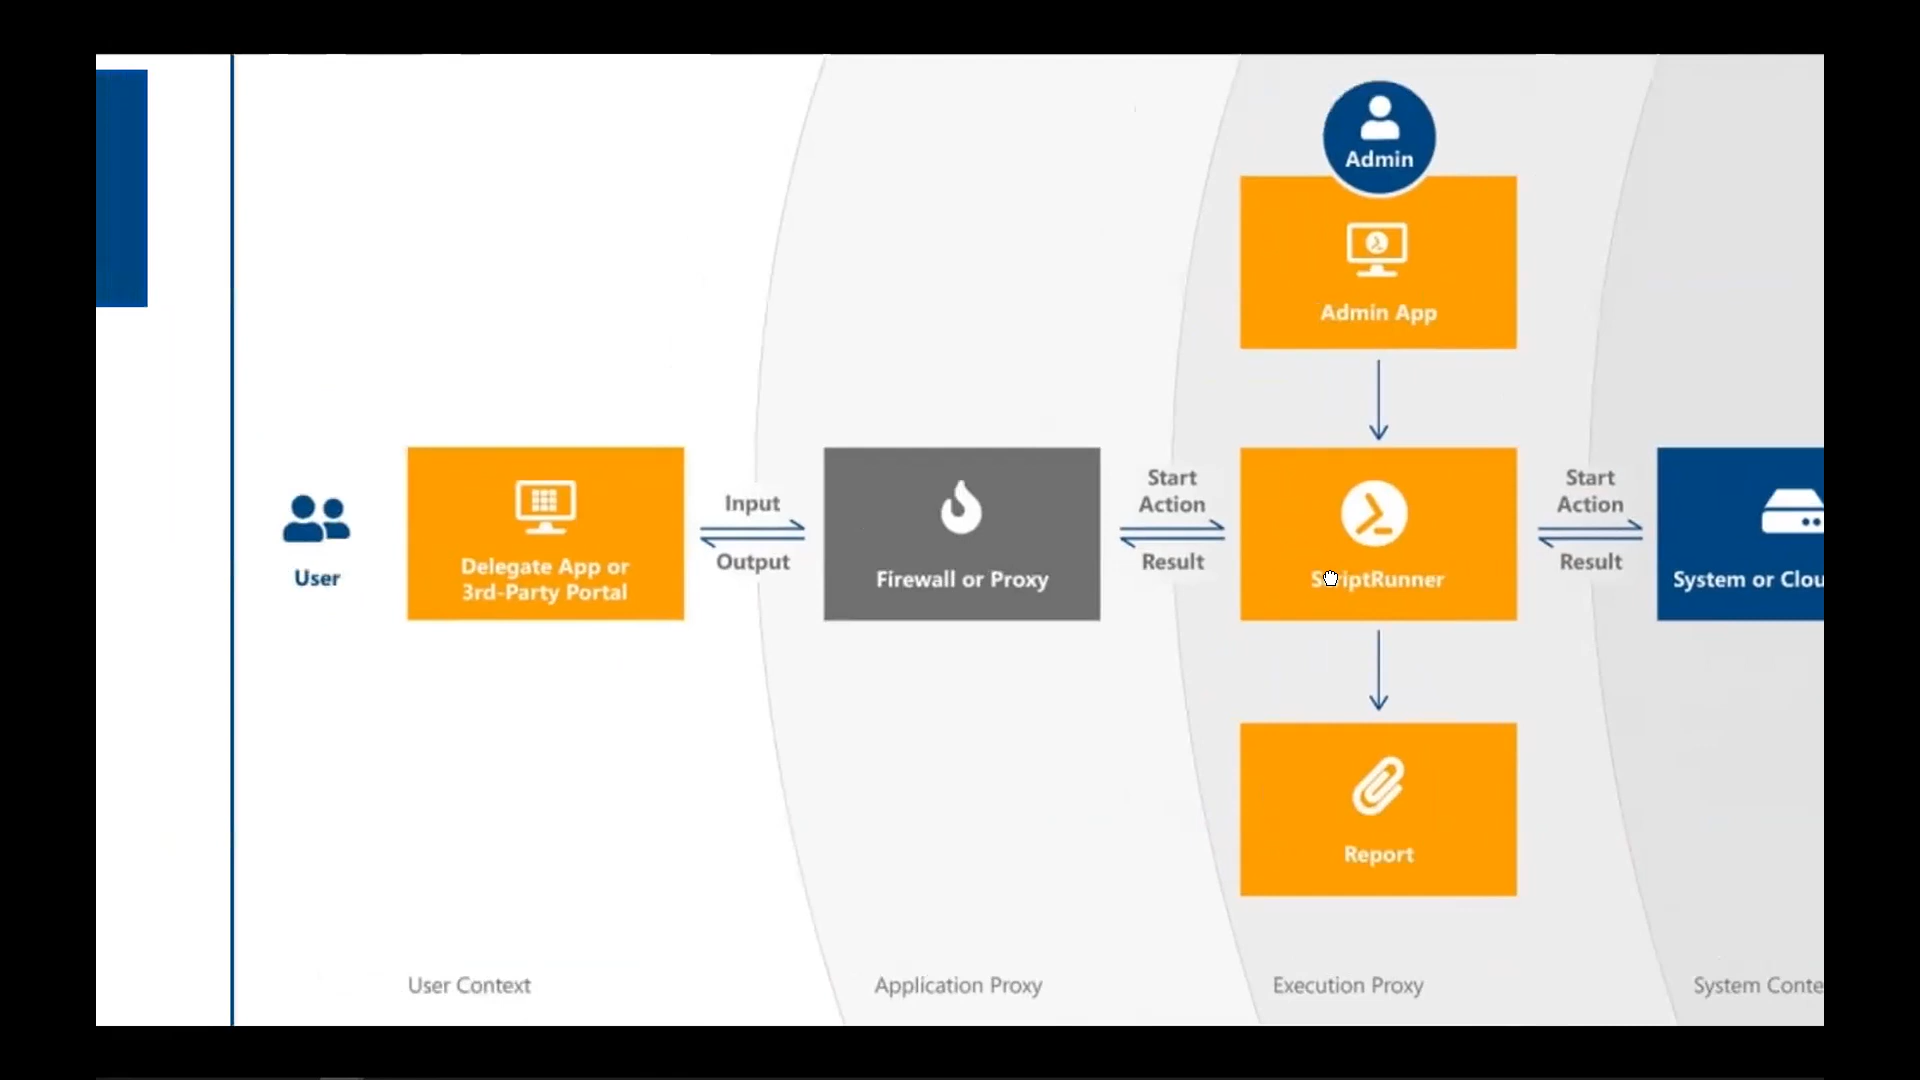 Admin
Admin App
User
Delegate App or
3rd-Party Portal
Input
Output
Firewall or Proxy
Start
Action
Result
ScriptRunner
Start
Action
Result
System or Clou
Report
User Context
Application Proxy
Execution Proxy
System Conte